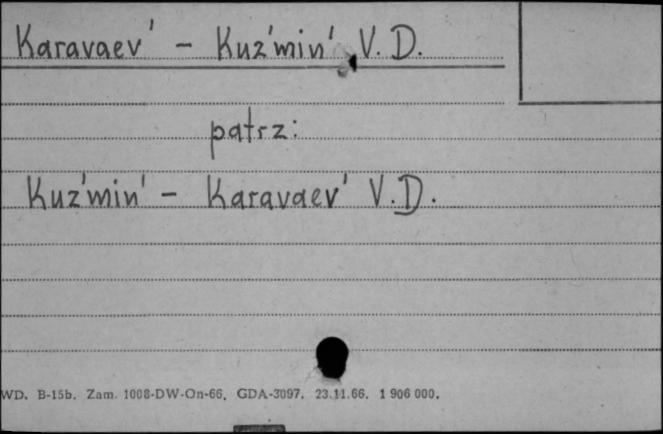 Karavaev' - Kuz'min' V. D.
patrz:
Kuz'min' - Karavaev' V. D.
WD. B-15b. Zam. 1008-DW-On-66. GDA-3097. 23.11.66. 1 906 000.